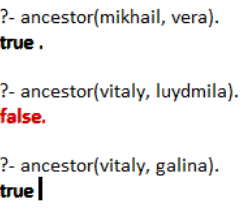 ?- ancestor(mikhail, vera).
true .
?- ancestor(vitaly, luydmila).
false.
?- ancestor(vitaly, galina).
true